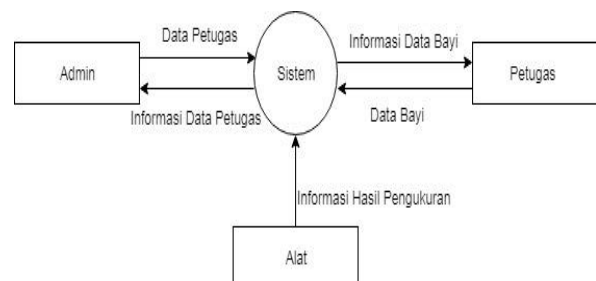 Data Petugas
Informasi Data Bayi
Admin
Sistem
Petugas
Informasi Data Petugas
Data Bayi
Informasi Hasil Pengukuran
Alat